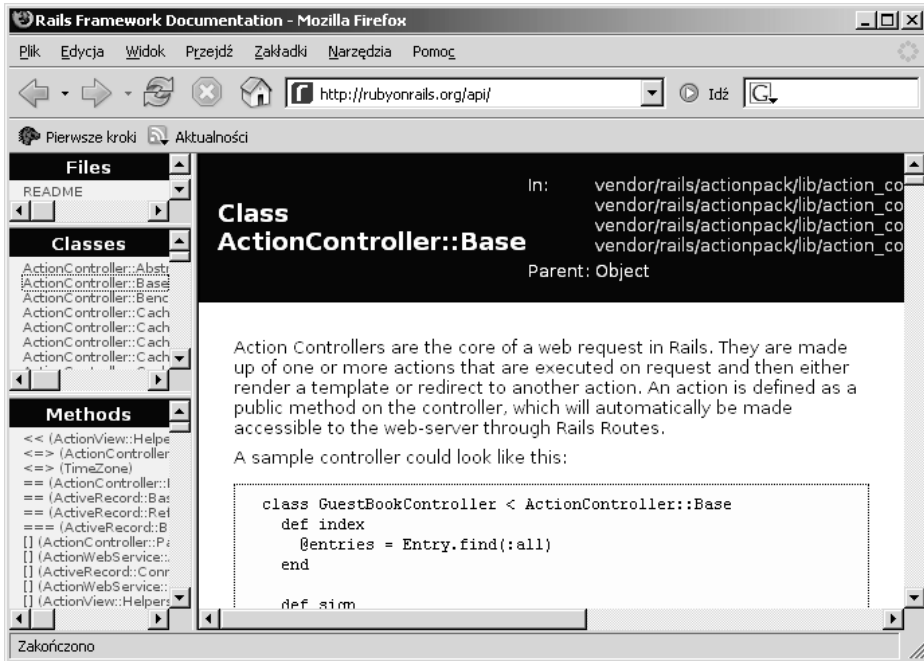 Rails Framework Documentation - Mozilla Firefox
Plik Edycja Widok Przejdź Zakładki Narzędzia Pomoc
http://rubyonrails.org/api/ Idź G
Pierwsze kroki Aktualności
Files
README
Classes
ActionController::Abstr
ActionController::Base
ActionController::Benc
ActionController::Cach
ActionController::Cach
ActionController::Cach
ActionController::Cach
Methods
<< (ActionView::Helpe
<=> (ActionController
<=> (TimeZone)
== (ActionController::
== (ActiveRecord::Bas
== (ActiveRecord::Ref
=== (ActiveRecord::B
[] (ActionController::Pa
[] (ActionWebService::
[] (ActiveRecord::Conr
[] (ActionWebService::
[] (ActionView::Helpers
Class
ActionController::Base
In: vendor/rails/actionpack/lib/action_co
vendor/rails/actionpack/lib/action_co
vendor/rails/actionpack/lib/action_co
vendor/rails/actionpack/lib/action_co
Parent: Object
Action Controllers are the core of a web request in Rails. They are made
up of one or more actions that are executed on request and then either
render a template or redirect to another action. An action is defined as a
public method on the controller, which will automatically be made
accessible to the web-server through Rails Routes.
A sample controller could look like this:
class GuestBookController < ActionController::Base
def index
@entries = Entry.find(:all)
end
def sign
Zakończono